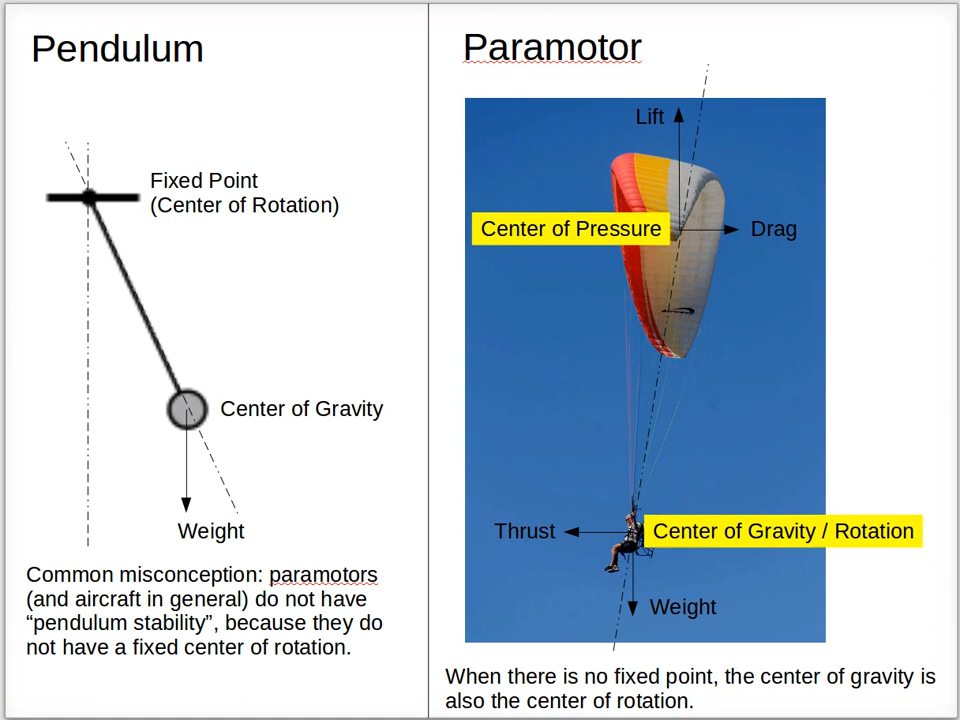 Pendulum
Fixed Point
(Center of Rotation)
Center of Gravity
Weight
Common misconception: paramotors
(and aircraft in general) do not have
“pendulum stability”, because they do
not have a fixed center of rotation.
Paramotor
Lift
Center of Pressure
Drag
Thrust
Center of Gravity / Rotation
Weight
When there is no fixed point, the center of gravity is
also the center of rotation.